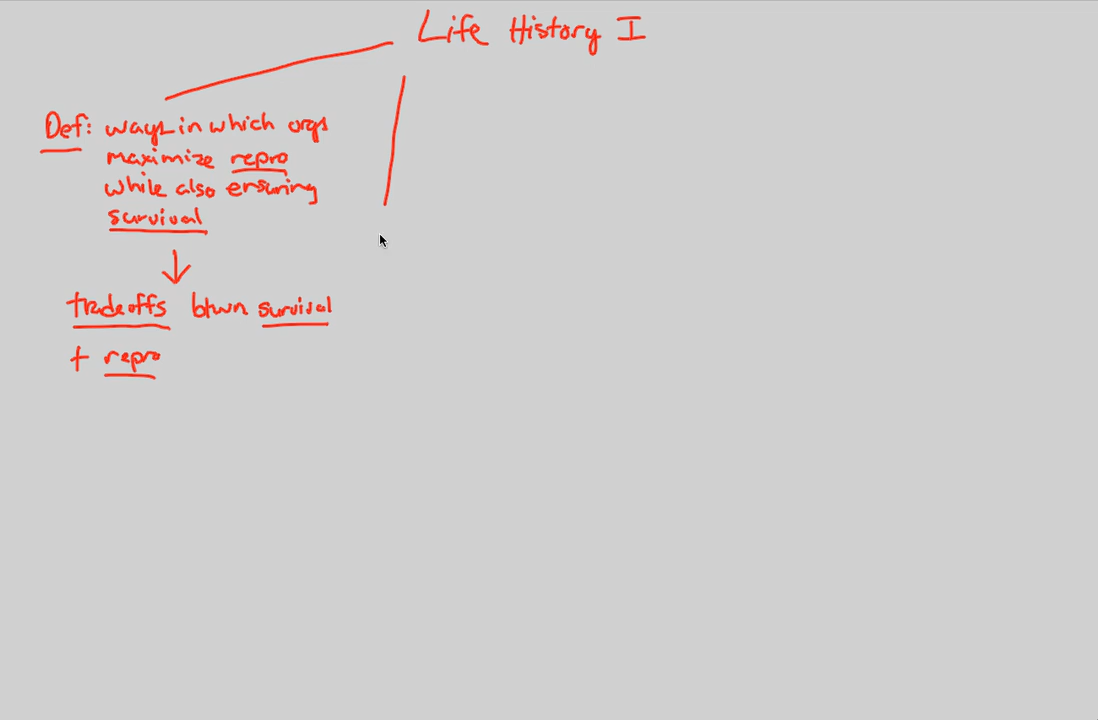 Life History I
Def: ways in which orgs
maximize repro
while also ensuring
survival
tradeoffs btwn survival
+ repro